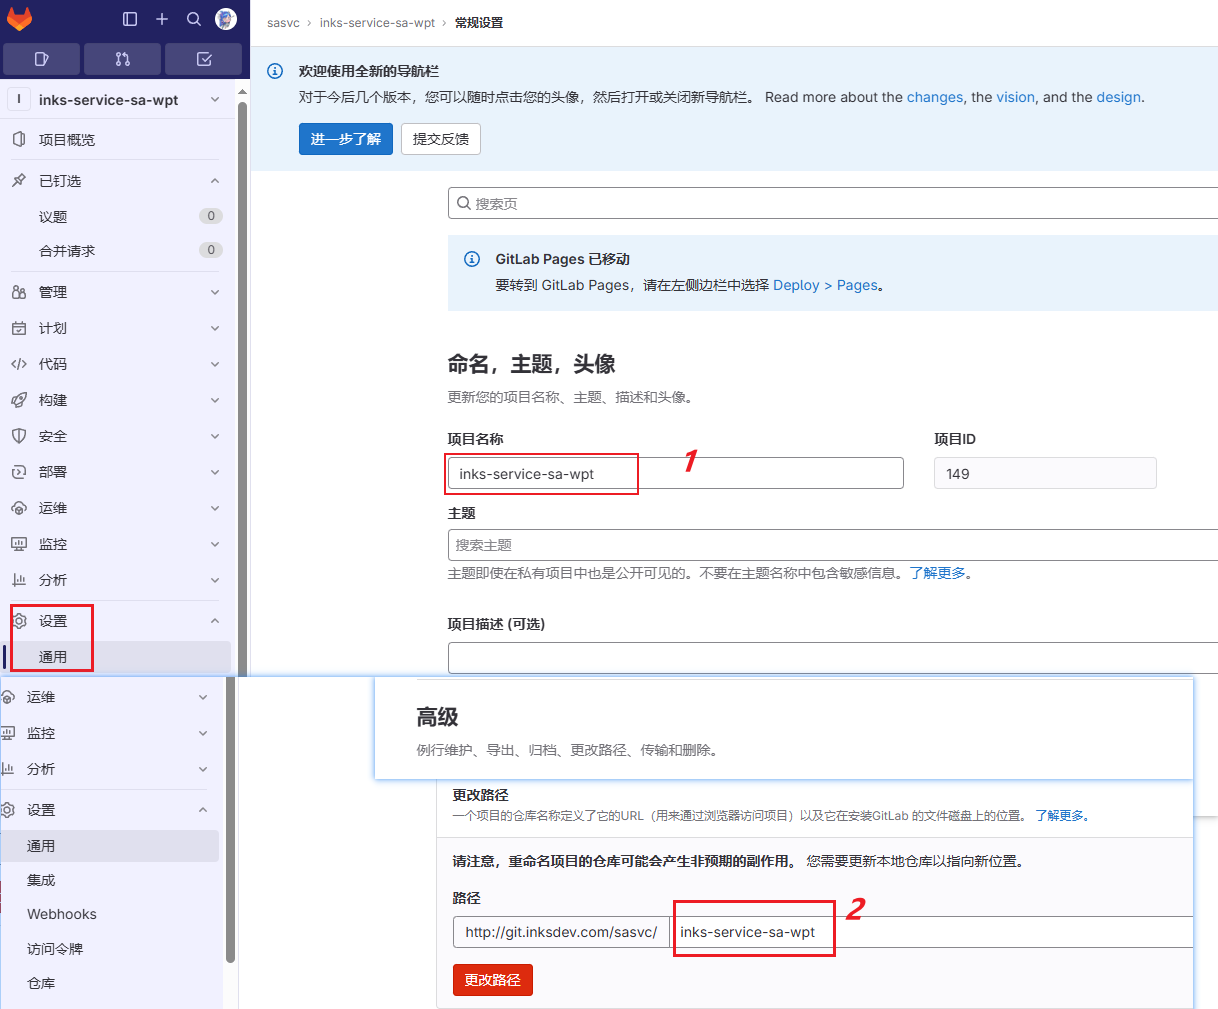 sasvc › inks-service-sa-wpt › 常规设置
I inks-service-sa-wpt
项目概览
已钉选
议题 0
合并请求 0
管理
计划
代码
构建
安全
部署
运维
监控
分析
设置
通用
欢迎使用全新的导航栏
对于今后几个版本，您可以随时点击您的头像，然后打开或关闭新导航栏。 Read more about the changes, the vision, and the design.
进一步了解 提交反馈
搜索页
GitLab Pages 已移动
要转到 GitLab Pages，请在左侧边栏中选择 Deploy > Pages。
命名，主题，头像
更新您的项目名称、主题、描述和头像。
项目名称 项目ID
inks-service-sa-wpt 1 149
主题
搜索主题
主题即使在私有项目中也是公开可见的。不要在主题名称中包含敏感信息。了解更多。
项目描述 (可选)
运维
监控
分析
设置
通用
集成
Webhooks
访问令牌
仓库
高级
例行维护、导出、归档、更改路径、传输和删除。
更改路径
一个项目的仓库名称定义了它的URL（用来通过浏览器访问项目）以及它在安装GitLab 的文件磁盘上的位置。 了解更多。
请注意，重命名项目的仓库可能会产生非预期的副作用。 您需要更新本地仓库以指向新位置。
路径
http://git.inksdev.com/sasvc/ inks-service-sa-wpt 2
更改路径